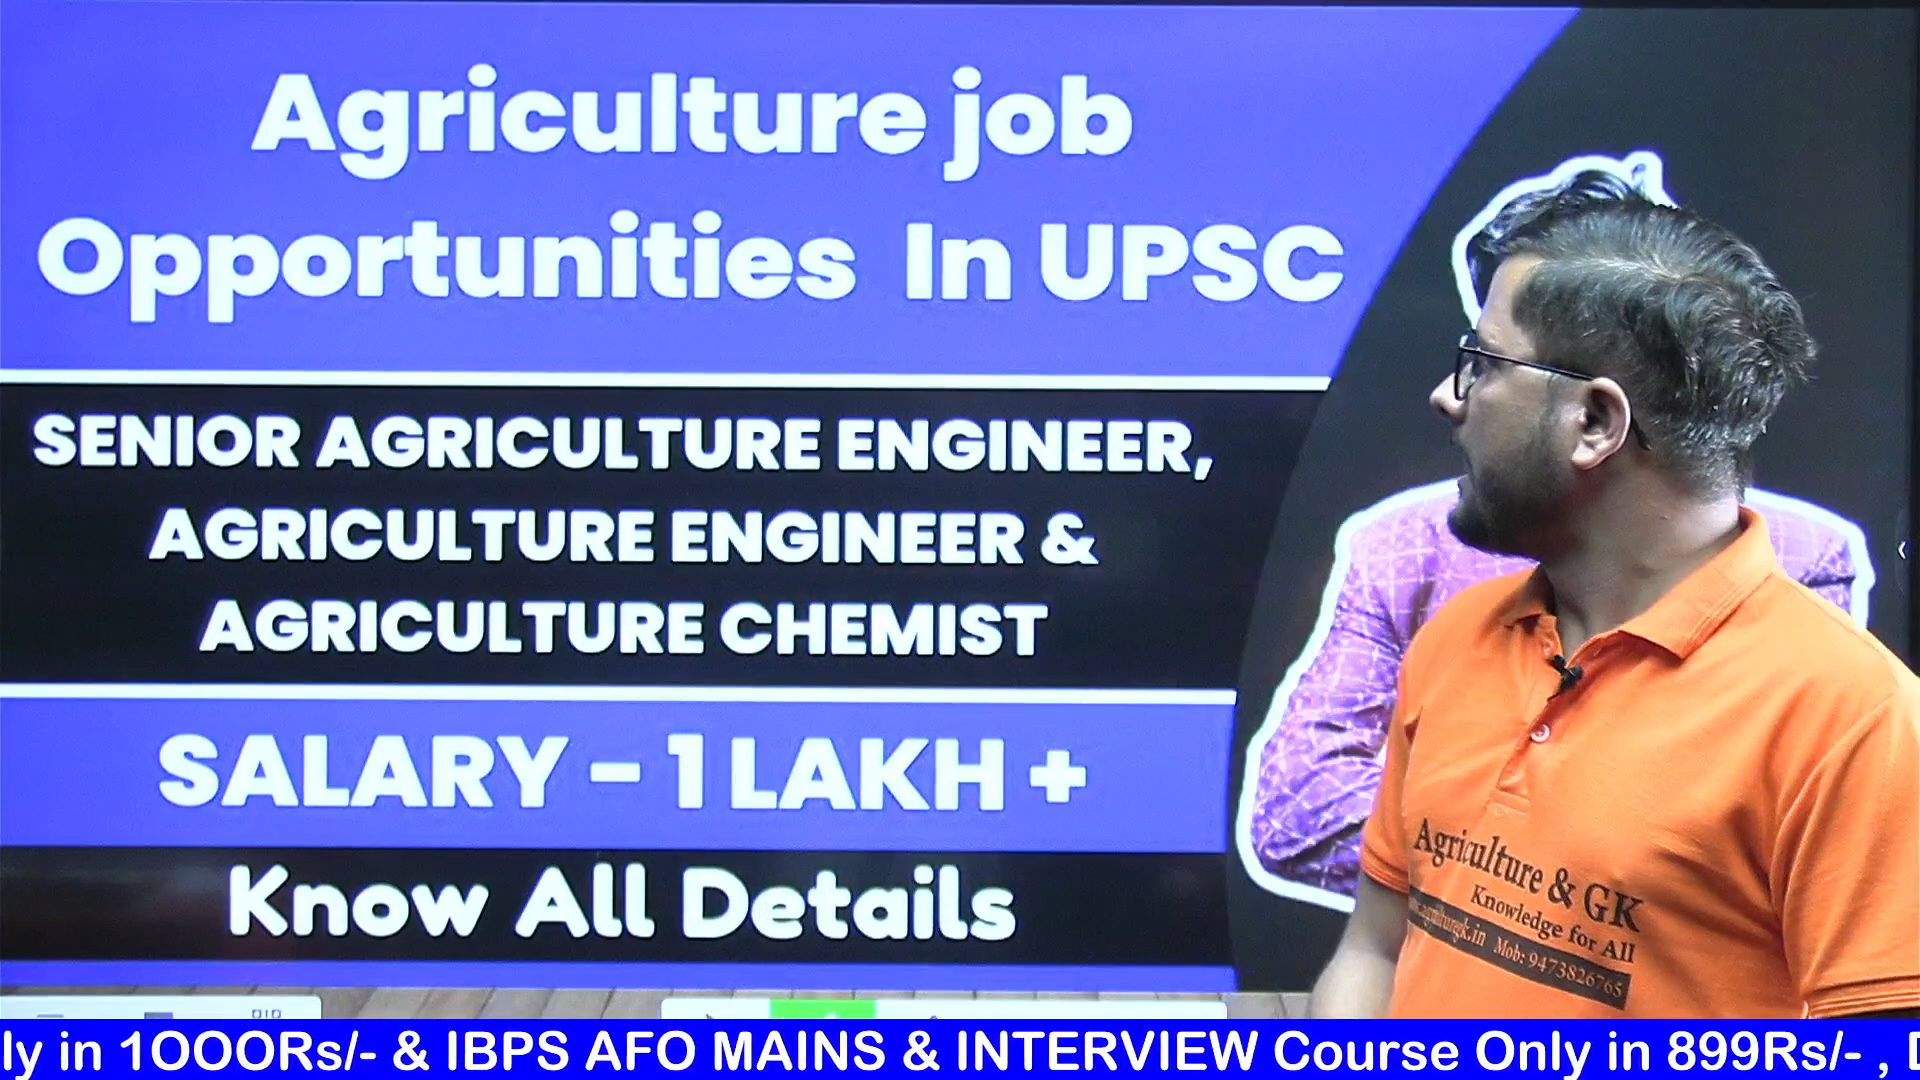 Agriculture job
Opportunities In UPSC
SENIOR AGRICULTURE ENGINEER,
AGRICULTURE ENGINEER &
AGRICULTURE CHEMIST
SALARY - 1 LAKH +
Know All Details
Agriculture & GK
Knowledge for All
Mob: 9473826765
ly in 1000Rs/- & IBPS AFO MAINS & INTERVIEW Course Only in 899Rs/- ,